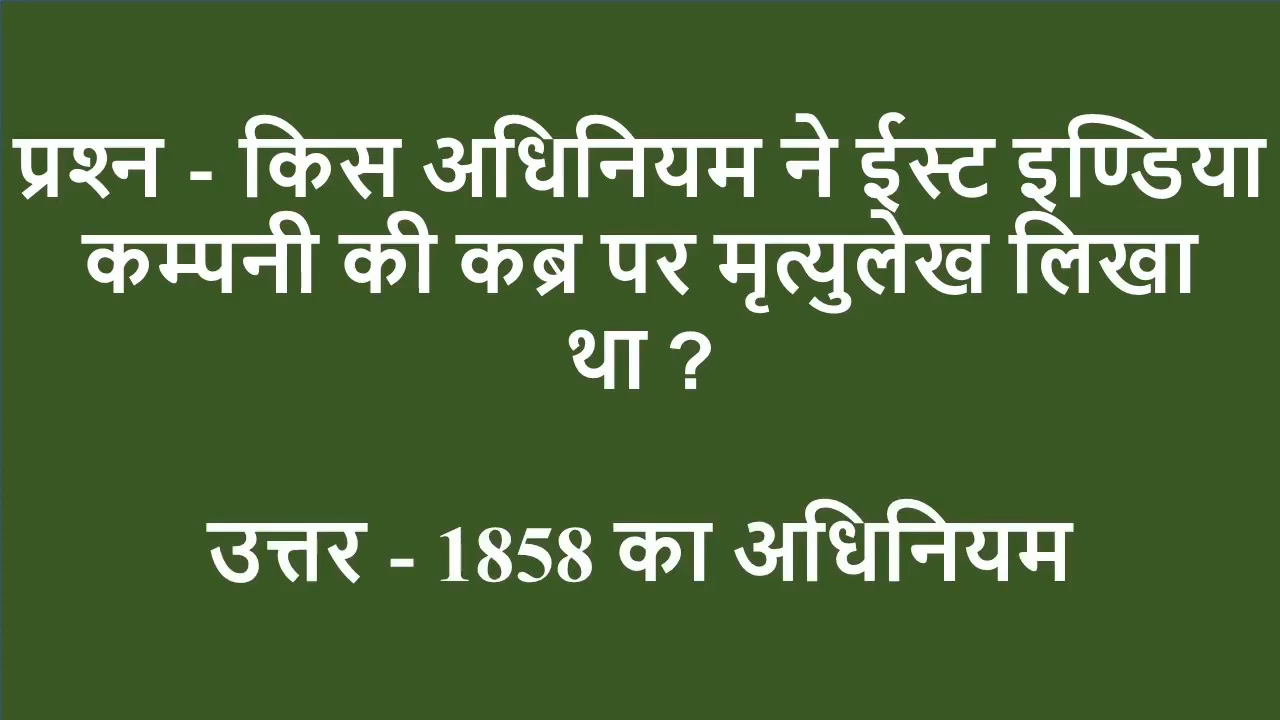 प्रश्न - किस अधिनियम ने ईस्ट इण्डिया
कम्पनी की कब्र पर मृत्युलेख लिखा
था ?
उत्तर - 1858 का अधिनियम